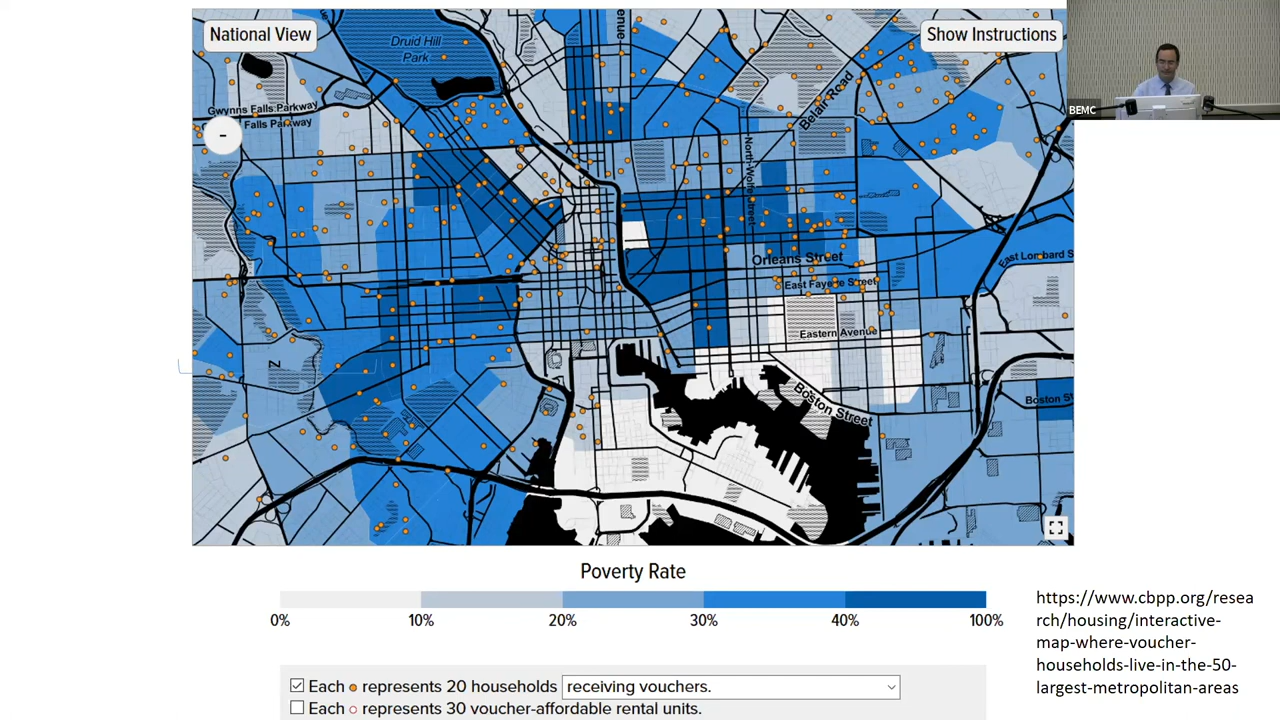 National View
Show Instructions
enue
Druid Hill
Park
BEMC
Belair Road
Gwynns Falls Parkway
Falls Parkway
-
North Wolfe Street
Orleans Street
East Lombard S
East Fayette Street
Eastern Avenue
Z
Boston Street
Boston St
Poverty Rate
0% 10% 20% 30% 40% 100%
https://www.cbpp.org/resea
rch/housing/interactive-
map-where-voucher-
households-live-in-the-50-
largest-metropolitan-areas
Each represents 20 households receiving vouchers.
Each represents 30 voucher-affordable rental units.